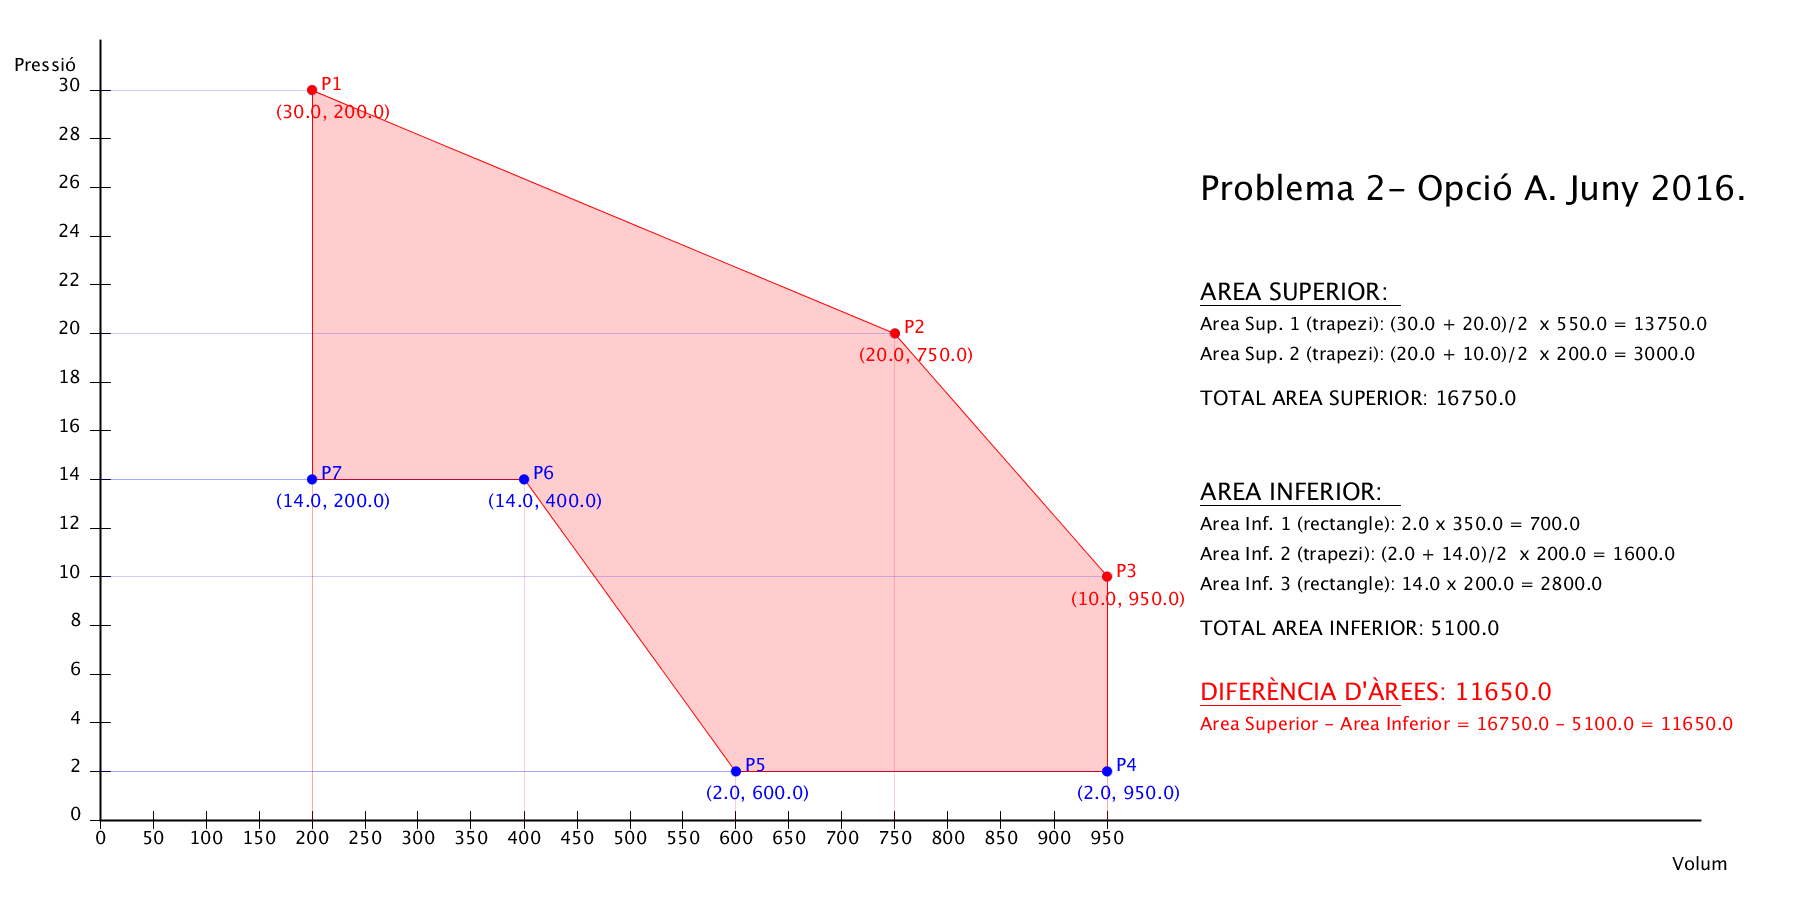 Pressió
30
28
26
24
22
20
18
16
14
12
10
8
6
4
2
0
0 50 100 150 200 250 300 350 400 450 500 550 600 650 700 750 800 850 900 950
Volum
P1
(30.0, 200.0)
P2
(20.0, 750.0)
P3
(10.0, 950.0)
P4
(2.0, 950.0)
P5
(2.0, 600.0)
P6
(14.0, 400.0)
P7
(14.0, 200.0)
Problema 2- Opció A. Juny 2016.
AREA SUPERIOR:
Area Sup. 1 (trapezi): (30.0 + 20.0)/2 x 550.0 = 13750.0
Area Sup. 2 (trapezi): (20.0 + 10.0)/2 x 200.0 = 3000.0
TOTAL AREA SUPERIOR: 16750.0
AREA INFERIOR:
Area Inf. 1 (rectangle): 2.0 x 350.0 = 700.0
Area Inf. 2 (trapezi): (2.0 + 14.0)/2 x 200.0 = 1600.0
Area Inf. 3 (rectangle): 14.0 x 200.0 = 2800.0
TOTAL AREA INFERIOR: 5100.0
DIFERÈNCIA D'ÀREES: 11650.0
Area Superior - Area Inferior = 16750.0 - 5100.0 = 11650.0